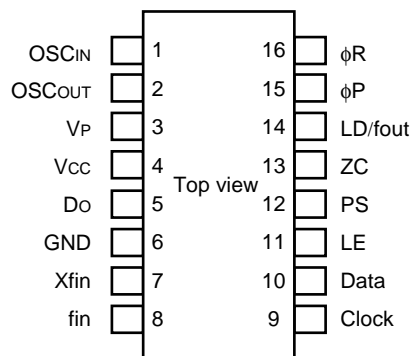 OSCIN 1 16 φR
OSCOUT 2 15 φP
VP 3 14 LD/fout
VCC 4 13 ZC
Top view
DO 5 12 PS
GND 6 11 LE
Xfin 7 10 Data
fin 8 9 Clock